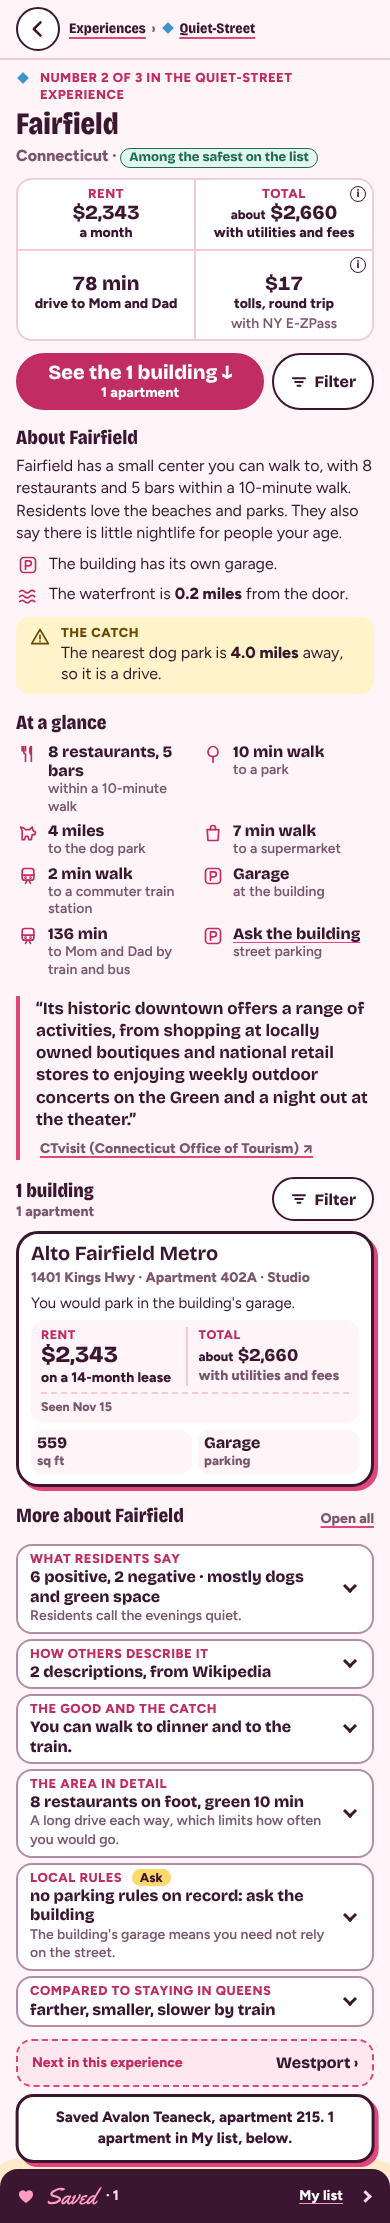 Experiences › Quiet-Street
NUMBER 2 OF 3 IN THE QUIET-STREET
EXPERIENCE
Fairfield
Connecticut · Among the safest on the list
RENT
$2,343
a month
TOTAL
about $2,660
with utilities and fees
78 min
drive to Mom and Dad
$17
tolls, round trip
with NY E-ZPass
See the 1 building ↓
1 apartment
Filter
About Fairfield
Fairfield has a small center you can walk to, with 8
restaurants and 5 bars within a 10-minute walk.
Residents love the beaches and parks. They also
say there is little nightlife for people your age.
The building has its own garage.
The waterfront is 0.2 miles from the door.
THE CATCH
The nearest dog park is 4.0 miles away,
so it is a drive.
At a glance
8 restaurants, 5
bars
within a 10-minute
walk
10 min walk
to a park
4 miles
to the dog park
7 min walk
to a supermarket
2 min walk
to a commuter train
station
Garage
at the building
136 min
to Mom and Dad by
train and bus
Ask the building
street parking
“Its historic downtown offers a range of
activities, from shopping at locally
owned boutiques and national retail
stores to enjoying weekly outdoor
concerts on the Green and a night out at
the theater.”
CTvisit (Connecticut Office of Tourism) ↗
1 building
1 apartment
Filter
Alto Fairfield Metro
1401 Kings Hwy · Apartment 402A · Studio
You would park in the building's garage.
RENT
$2,343
on a 14-month lease
TOTAL
about $2,660
with utilities and fees
Seen Nov 15
559
sq ft
Garage
parking
More about Fairfield
Open all
WHAT RESIDENTS SAY
6 positive, 2 negative · mostly dogs
and green space
Residents call the evenings quiet.
HOW OTHERS DESCRIBE IT
2 descriptions, from Wikipedia
THE GOOD AND THE CATCH
You can walk to dinner and to the
train.
THE AREA IN DETAIL
8 restaurants on foot, green 10 min
A long drive each way, which limits how often
you would go.
LOCAL RULES Ask
no parking rules on record: ask the
building
The building's garage means you need not rely
on the street.
COMPARED TO STAYING IN QUEENS
farther, smaller, slower by train
Next in this experience
Westport ›
Saved Avalon Teaneck, apartment 215. 1
apartment in My list, below.
Saved · 1
My list